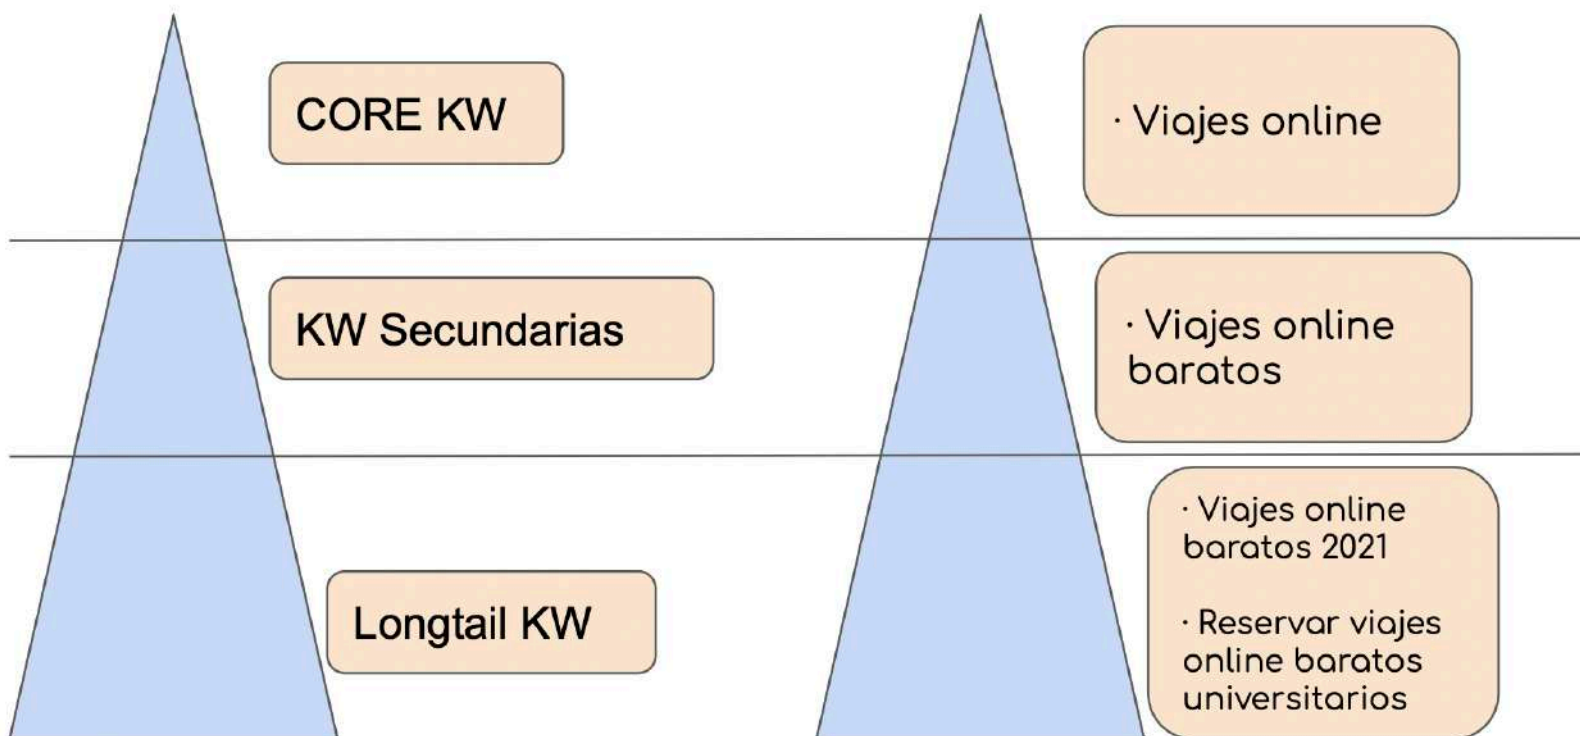 CORE KW
· Viajes online
KW Secundarias
· Viajes online
baratos
Longtail KW
· Viajes online
baratos 2021
· Reservar viajes
online baratos
universitarios